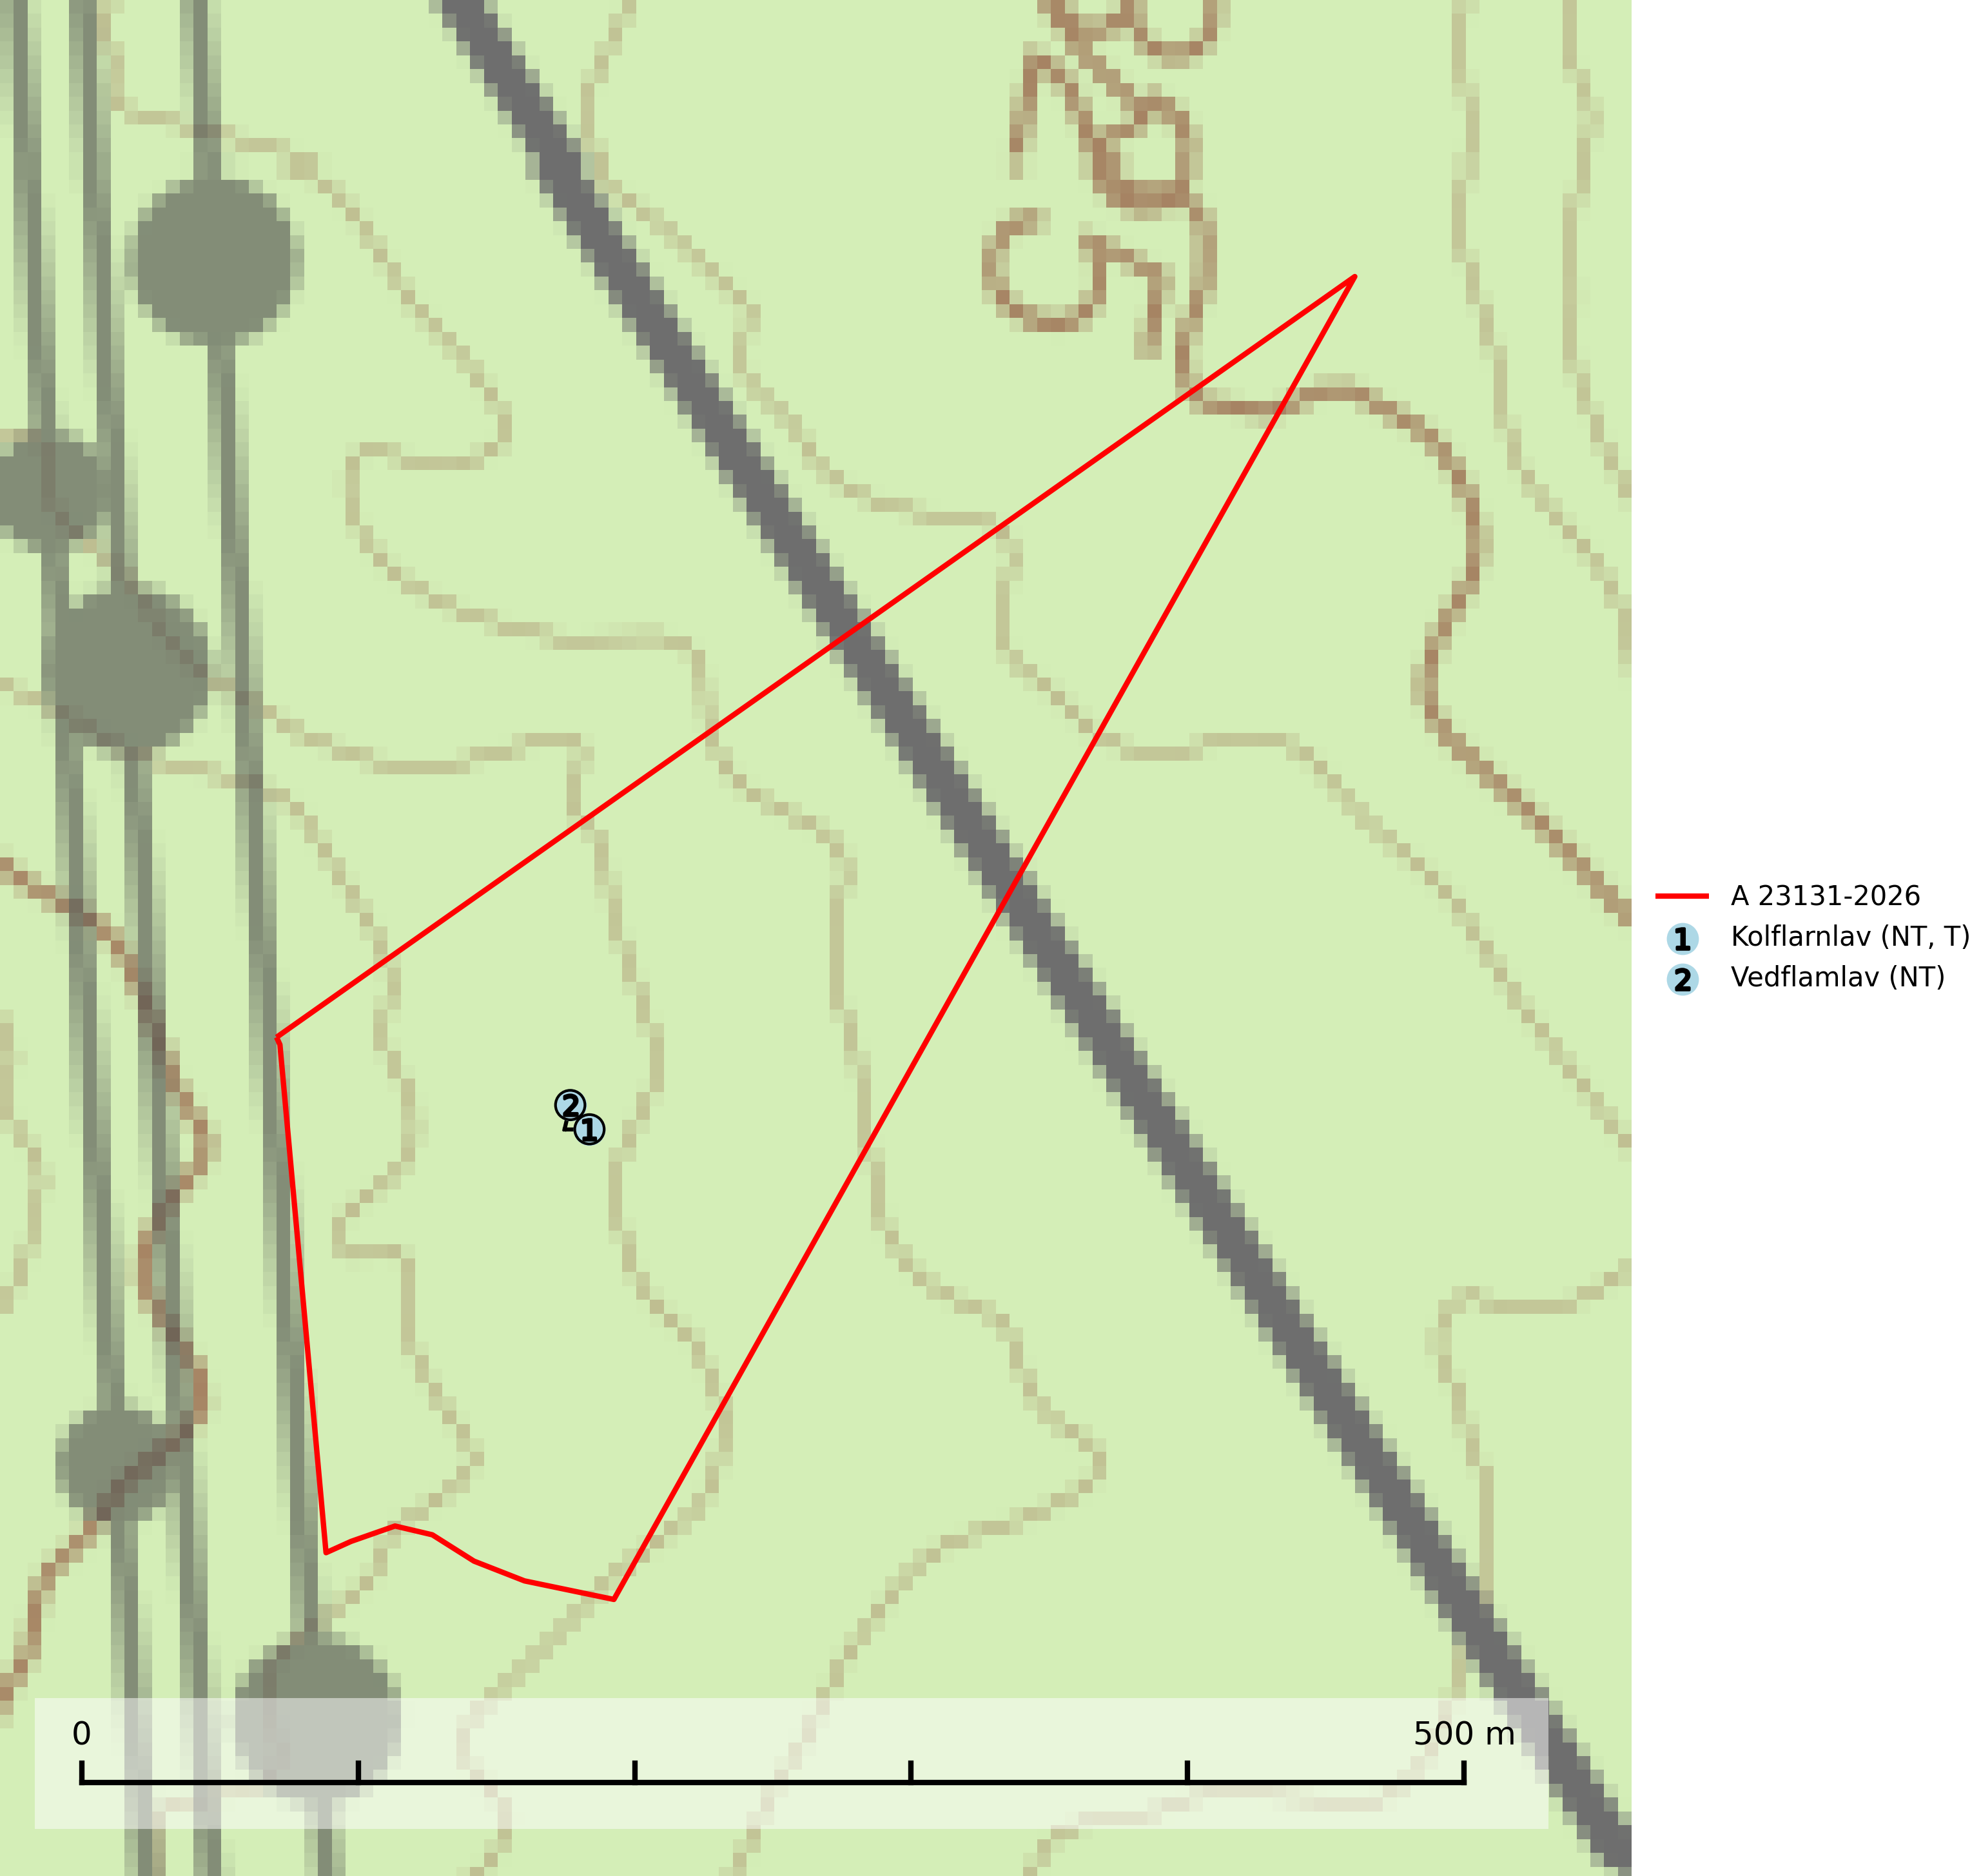 A 23131-2026
1 Kolflarnlav (NT, T)
2 Vedflamlav (NT)
2
1
0 500 m